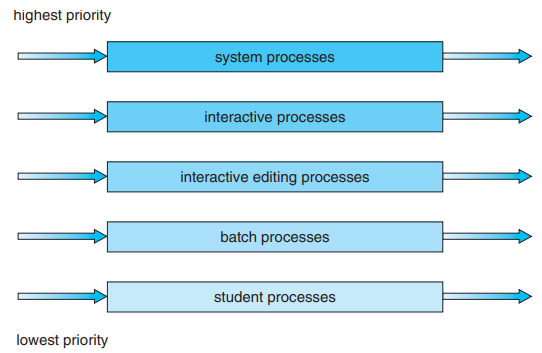 highest priority
system processes
interactive processes
interactive editing processes
batch processes
student processes
lowest priority